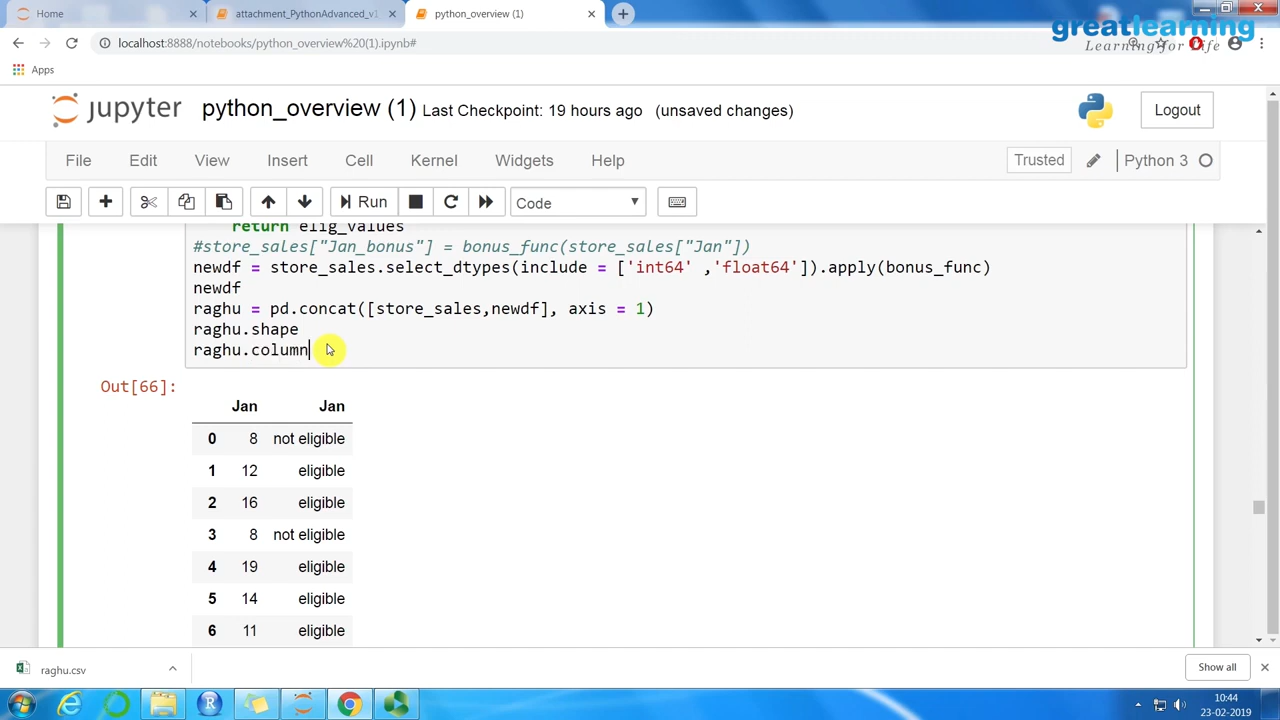 Home
attachment_PythonAdvanced_v1
python_overview (1)
localhost:8888/notebooks/python_overview%20(1).ipynb#
greatlearning
Learning for Life
Apps
jupyter python_overview (1) Last Checkpoint: 19 hours ago (unsaved changes)
Logout
File Edit View Insert Cell Kernel Widgets Help
Trusted
Python 3
Run
Code
return elig_values
#store_sales["Jan_bonus"] = bonus_func(store_sales["Jan"])
newdf = store_sales.select_dtypes(include = ['int64' ,'float64']).apply(bonus_func)
newdf
raghu = pd.concat([store_sales,newdf], axis = 1)
raghu.shape
raghu.column
Out[66]:
Jan Jan
0 8 not eligible
1 12 eligible
2 16 eligible
3 8 not eligible
4 19 eligible
5 14 eligible
6 11 eligible
raghu.csv
Show all
10:44
23-02-2019